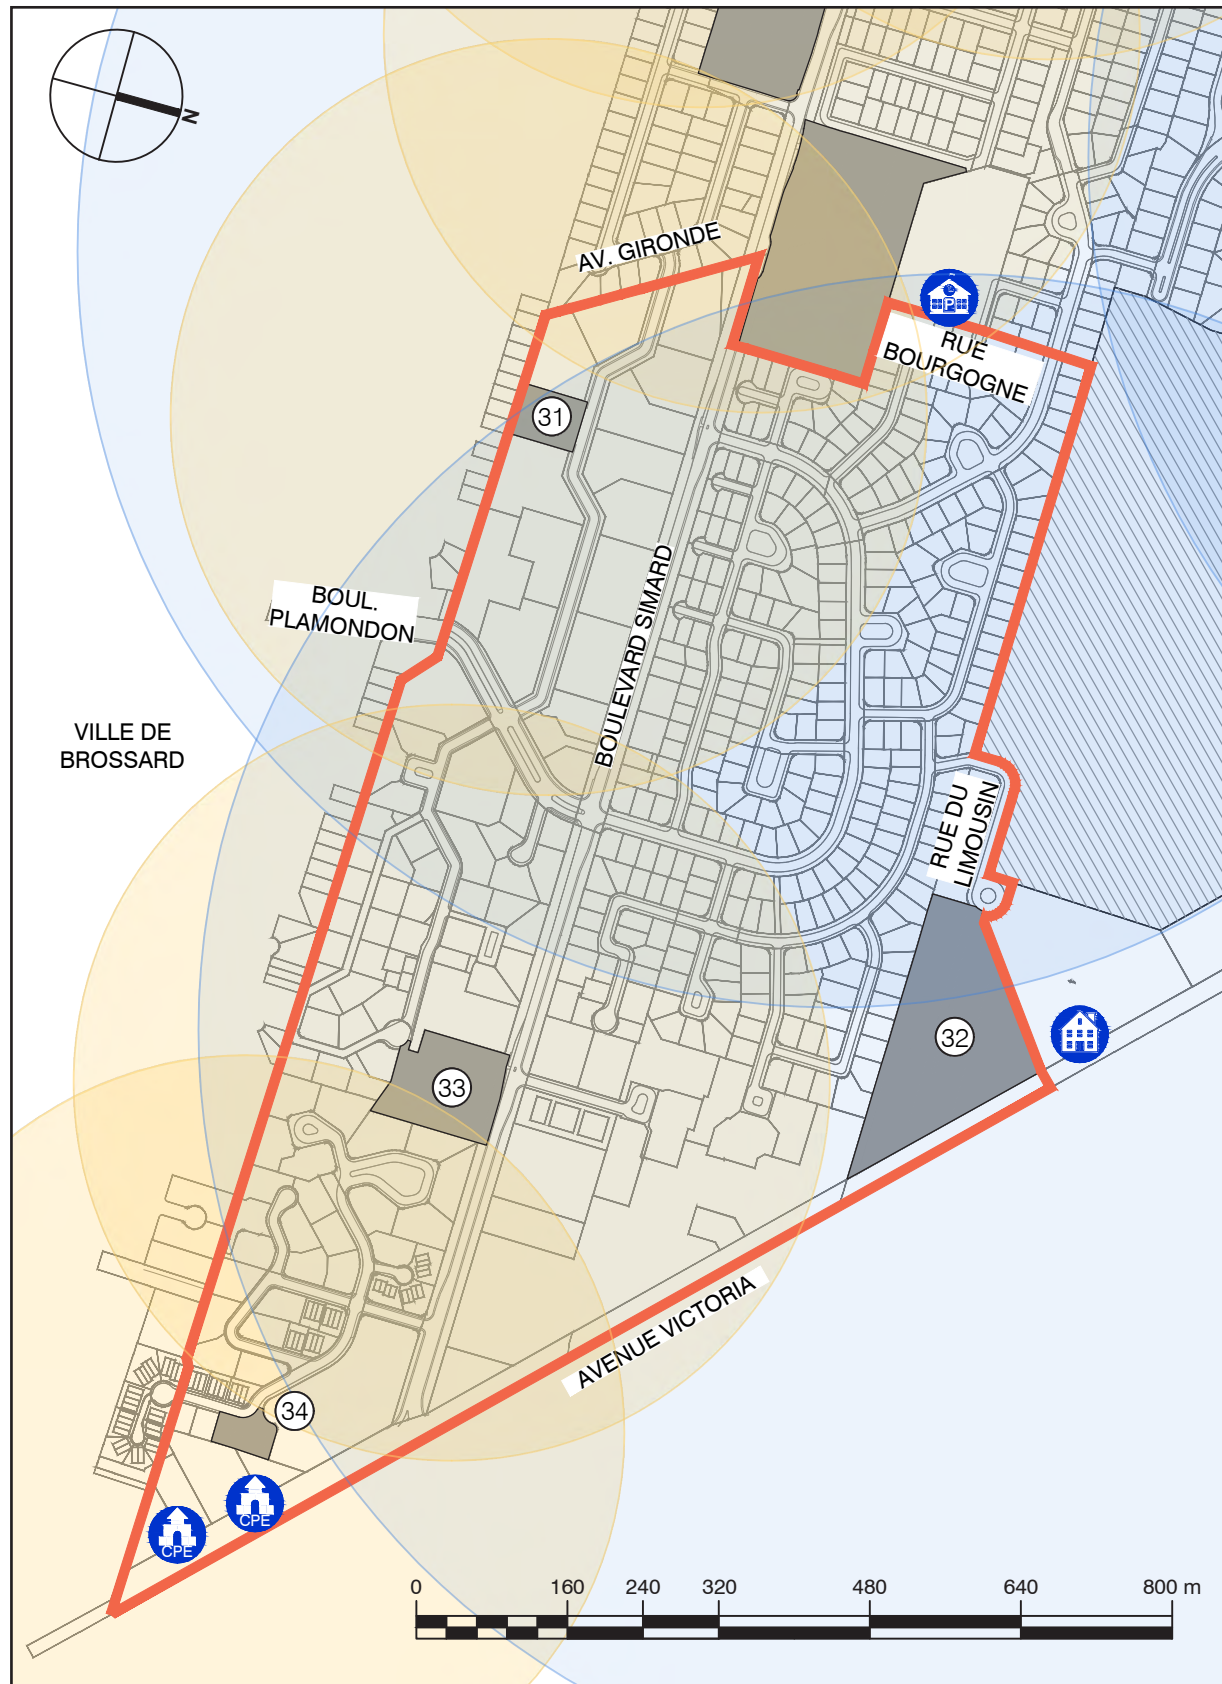 N
AV. GIRONDE
P
RUE
BOURGOGNE
31
BOUL.
PLAMONDON
BOULEVARD SIMARD
VILLE DE
BROSSARD
RUE DU
LIMOUSIN
32
33
AVENUE VICTORIA
34
CPE
CPE
0 160 240 320 480 640 800 m